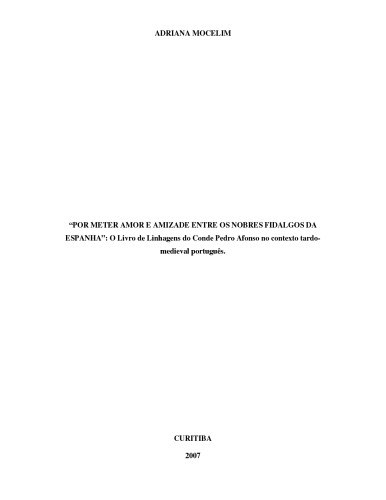 ADRIANA MOCELIM
“POR METER AMOR E AMIZADE ENTRE OS NOBRES FIDALGOS DA
ESPANHA”: O Livro de Linhagens do Conde Pedro Afonso no contexto tardo-
medieval português.
CURITIBA
2007